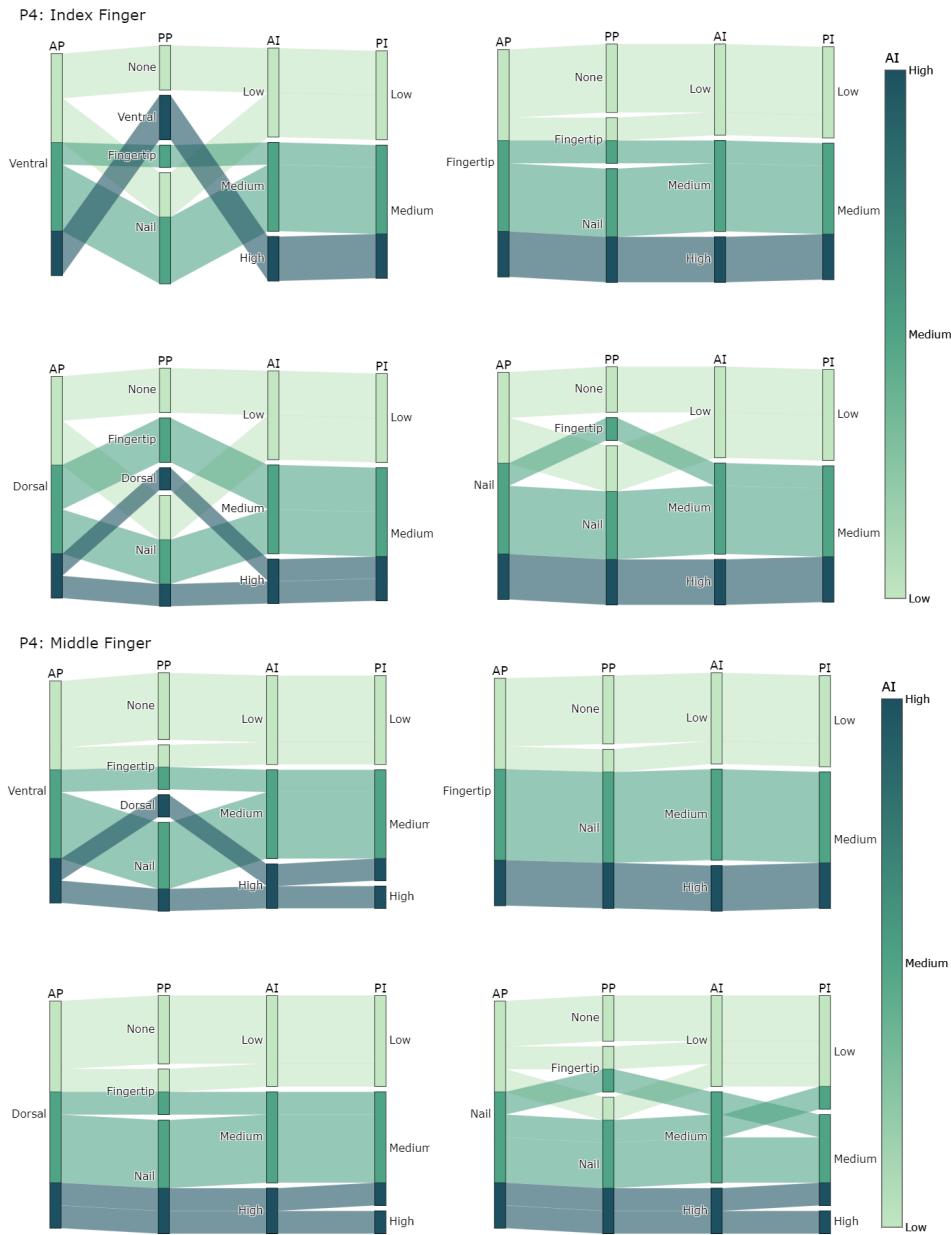 P4: Index Finger
AP PP AI PI
None
Ventral
Fingertip
Nail
Ventral
Low
Medium
High
Low
Medium
AP PP AI PI
None
Fingertip
Nail
Fingertip
Low
Medium
High
Low
Medium
AI
High
Medium
Low
AP PP AI PI
None
Fingertip
Dorsal
Nail
Dorsal
Low
Medium
High
Low
Medium
AP PP AI PI
None
Fingertip
Nail
Nail
Low
Medium
High
Low
Medium
P4: Middle Finger
AP PP AI PI
None
Fingertip
Dorsal
Nail
Ventral
Low
Medium
High
Low
Medium
High
AP PP AI PI
None
Nail
Fingertip
Low
Medium
High
Low
Medium
AI
High
Medium
Low
AP PP AI PI
None
Fingertip
Nail
Dorsal
Low
Medium
High
Low
Medium
High
AP PP AI PI
None
Fingertip
Nail
Nail
Low
Medium
High
Low
Medium
High